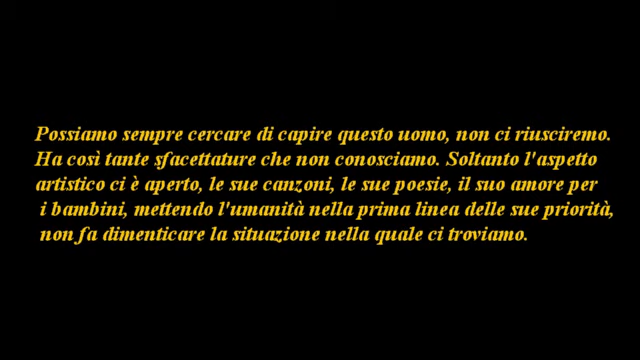 Possiamo sempre cercare di capire questo uomo, non ci riusciremo.
Ha così tante sfacettature che non conosciamo. Soltanto l'aspetto
artistico ci è aperto, le sue canzoni, le sue poesie, il suo amore per
i bambini, mettendo l'umanità nella prima linea delle sue priorità,
non fa dimenticare la situazione nella quale ci troviamo.